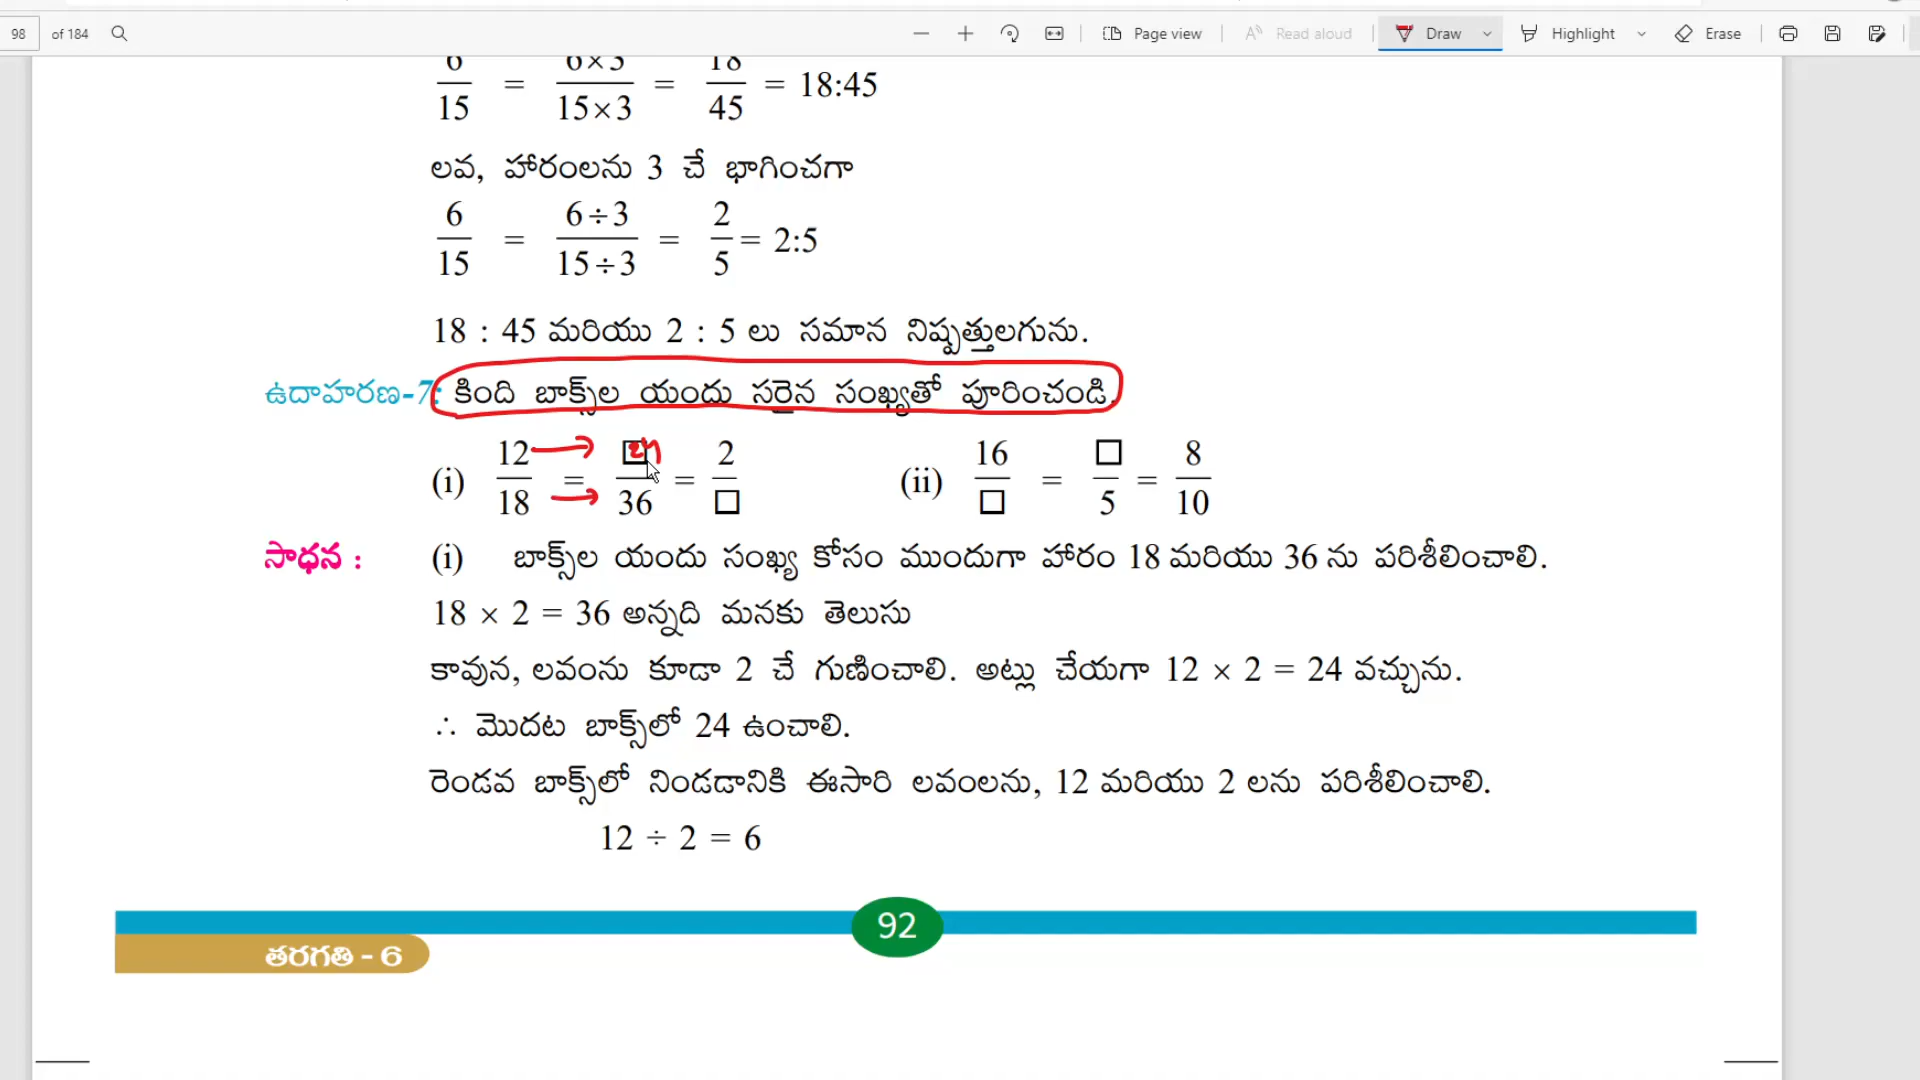 98 of 184 Page view Read aloud Draw Highlight Erase
6/15 = 6×3/15×3 = 18/45 = 18:45
లవ, హారంలను 3 చే భాగించగా
6/15 = 6÷3/15÷3 = 2/5 = 2:5
18 : 45 మరియు 2 : 5 లు సమాన నిష్పత్తులగును.
ఉదాహరణ-7: కింది బాక్స్‌ల యందు సరైన సంఖ్యతో పూరించండి.
(i) 12/18 = □/36 = 2/□ (ii) 16/□ = □/5 = 8/10
సాధన : (i) బాక్స్‌ల యందు సంఖ్య కోసం ముందుగా హారం 18 మరియు 36 ను పరిశీలించాలి.
18 × 2 = 36 అన్నది మనకు తెలుసు
కావున, లవంను కూడా 2 చే గుణించాలి. అట్లు చేయగా 12 × 2 = 24 వచ్చును.
∴ మొదట బాక్స్‌లో 24 ఉంచాలి.
రెండవ బాక్స్‌లో నిండడానికి ఈసారి లవంలను, 12 మరియు 2 లను పరిశీలించాలి.
12 ÷ 2 = 6
92
తరగతి - 6